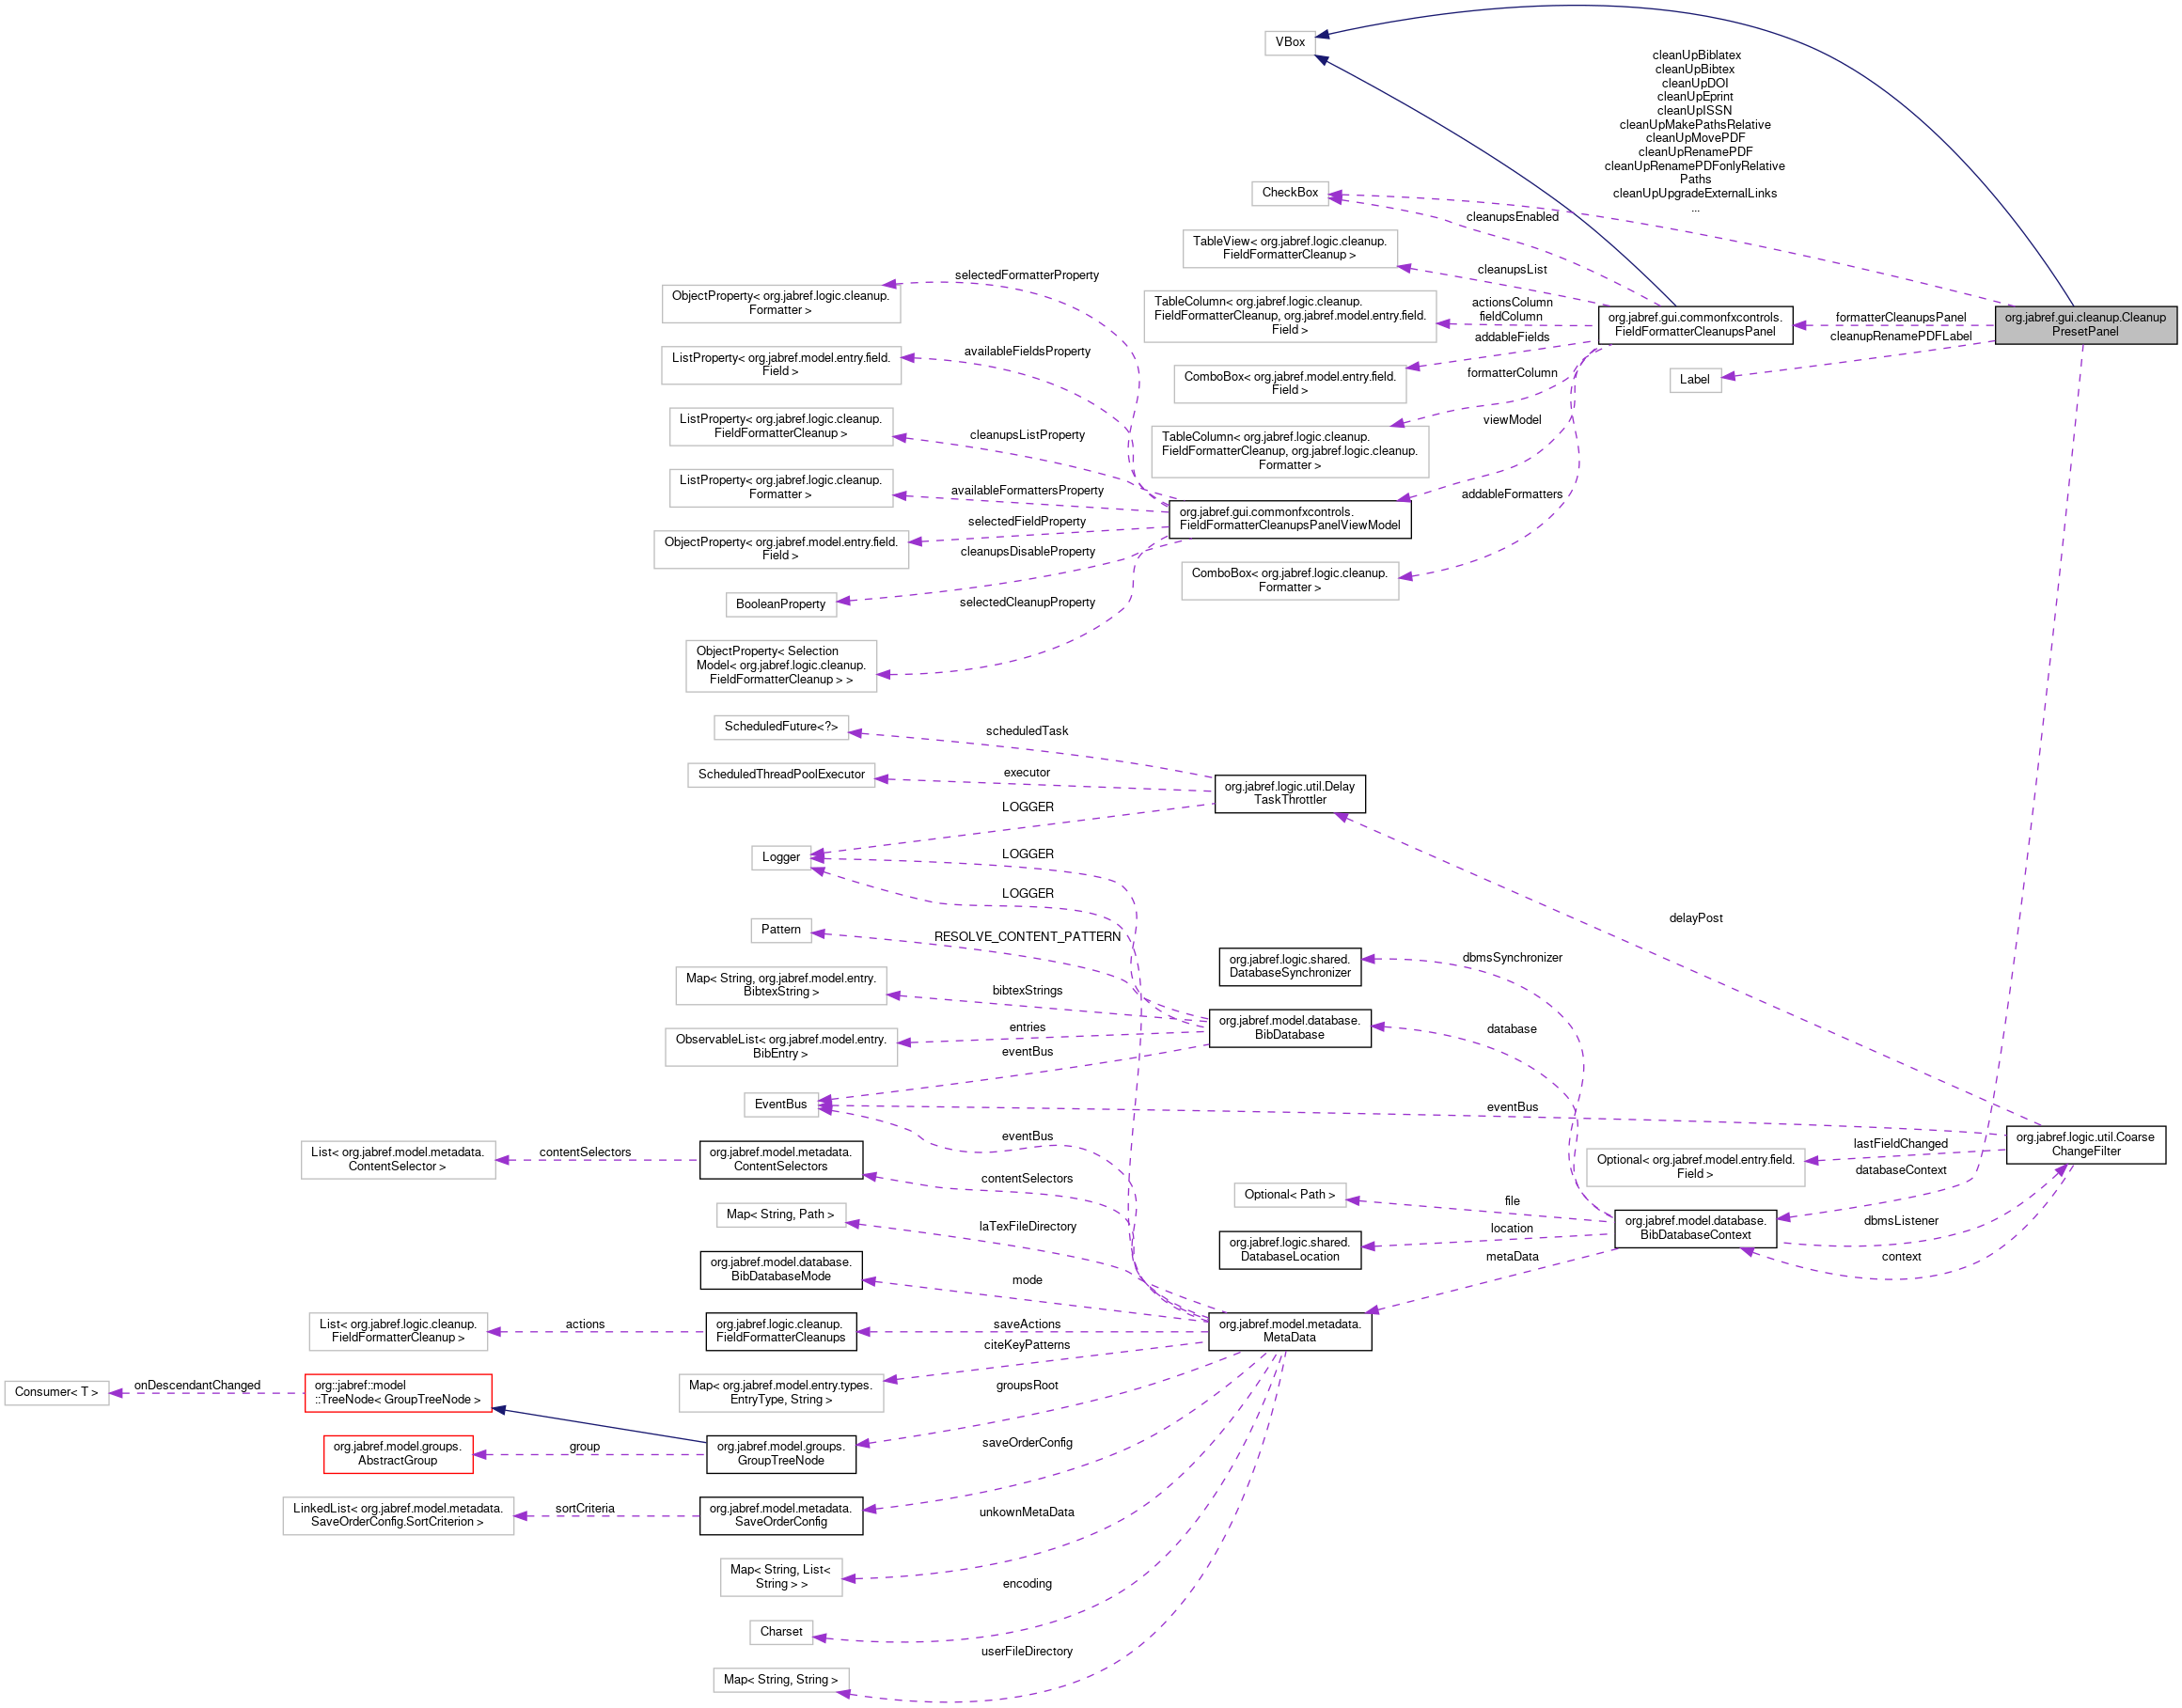 VBox
cleanUpBiblatex
cleanUpBibtex
cleanUpDOI
cleanUpEprint
cleanUpISSN
cleanUpMakePathsRelative
cleanUpMovePDF
cleanUpRenamePDF
cleanUpRenamePDFonlyRelative
Paths
cleanUpUpgradeExternalLinks
...
CheckBox
cleanupsEnabled
TableView< org.jabref.logic.cleanup.
FieldFormatterCleanup >
cleanupsList
selectedFormatterProperty
ObjectProperty< org.jabref.logic.cleanup.
Formatter >
TableColumn< org.jabref.logic.cleanup.
FieldFormatterCleanup, org.jabref.model.entry.field.
Field >
actionsColumn
fieldColumn
org.jabref.gui.commonfxcontrols.
FieldFormatterCleanupsPanel
formatterCleanupsPanel
cleanupRenamePDFLabel
org.jabref.gui.cleanup.Cleanup
PresetPanel
addableFields
availableFieldsProperty
ListProperty< org.jabref.model.entry.field.
Field >
ComboBox< org.jabref.model.entry.field.
Field >
formatterColumn
Label
ListProperty< org.jabref.logic.cleanup.
FieldFormatterCleanup >
cleanupsListProperty
viewModel
TableColumn< org.jabref.logic.cleanup.
FieldFormatterCleanup, org.jabref.logic.cleanup.
Formatter >
ListProperty< org.jabref.logic.cleanup.
Formatter >
availableFormattersProperty
addableFormatters
org.jabref.gui.commonfxcontrols.
FieldFormatterCleanupsPanelViewModel
selectedFieldProperty
ObjectProperty< org.jabref.model.entry.field.
Field >
cleanupsDisableProperty
ComboBox< org.jabref.logic.cleanup.
Formatter >
BooleanProperty
selectedCleanupProperty
ObjectProperty< Selection
Model< org.jabref.logic.cleanup.
FieldFormatterCleanup > >
ScheduledFuture<?>
scheduledTask
ScheduledThreadPoolExecutor
executor
org.jabref.logic.util.Delay
TaskThrottler
LOGGER
Logger
LOGGER
LOGGER
delayPost
Pattern
RESOLVE_CONTENT_PATTERN
org.jabref.logic.shared.
DatabaseSynchronizer
dbmsSynchronizer
Map< String, org.jabref.model.entry.
BibtexString >
bibtexStrings
org.jabref.model.database.
BibDatabase
database
entries
ObservableList< org.jabref.model.entry.
BibEntry >
eventBus
EventBus
eventBus
eventBus
org.jabref.logic.util.Coarse
ChangeFilter
lastFieldChanged
Optional< org.jabref.model.entry.field.
Field >
databaseContext
List< org.jabref.model.metadata.
ContentSelector >
contentSelectors
org.jabref.model.metadata.
ContentSelectors
contentSelectors
Optional< Path >
file
Map< String, Path >
laTexFileDirectory
location
org.jabref.model.database.
BibDatabaseContext
dbmsListener
context
org.jabref.logic.shared.
DatabaseLocation
metaData
org.jabref.model.database.
BibDatabaseMode
mode
List< org.jabref.logic.cleanup.
FieldFormatterCleanup >
actions
org.jabref.logic.cleanup.
FieldFormatterCleanups
saveActions
org.jabref.model.metadata.
MetaData
citeKeyPatterns
Consumer< T >
onDescendantChanged
org::jabref::model
::TreeNode< GroupTreeNode >
Map< org.jabref.model.entry.types.
EntryType, String >
groupsRoot
org.jabref.model.groups.
AbstractGroup
group
org.jabref.model.groups.
GroupTreeNode
saveOrderConfig
LinkedList< org.jabref.model.metadata.
SaveOrderConfig.SortCriterion >
sortCriteria
org.jabref.model.metadata.
SaveOrderConfig
unkownMetaData
Map< String, List<
String > >
encoding
Charset
userFileDirectory
Map< String, String >